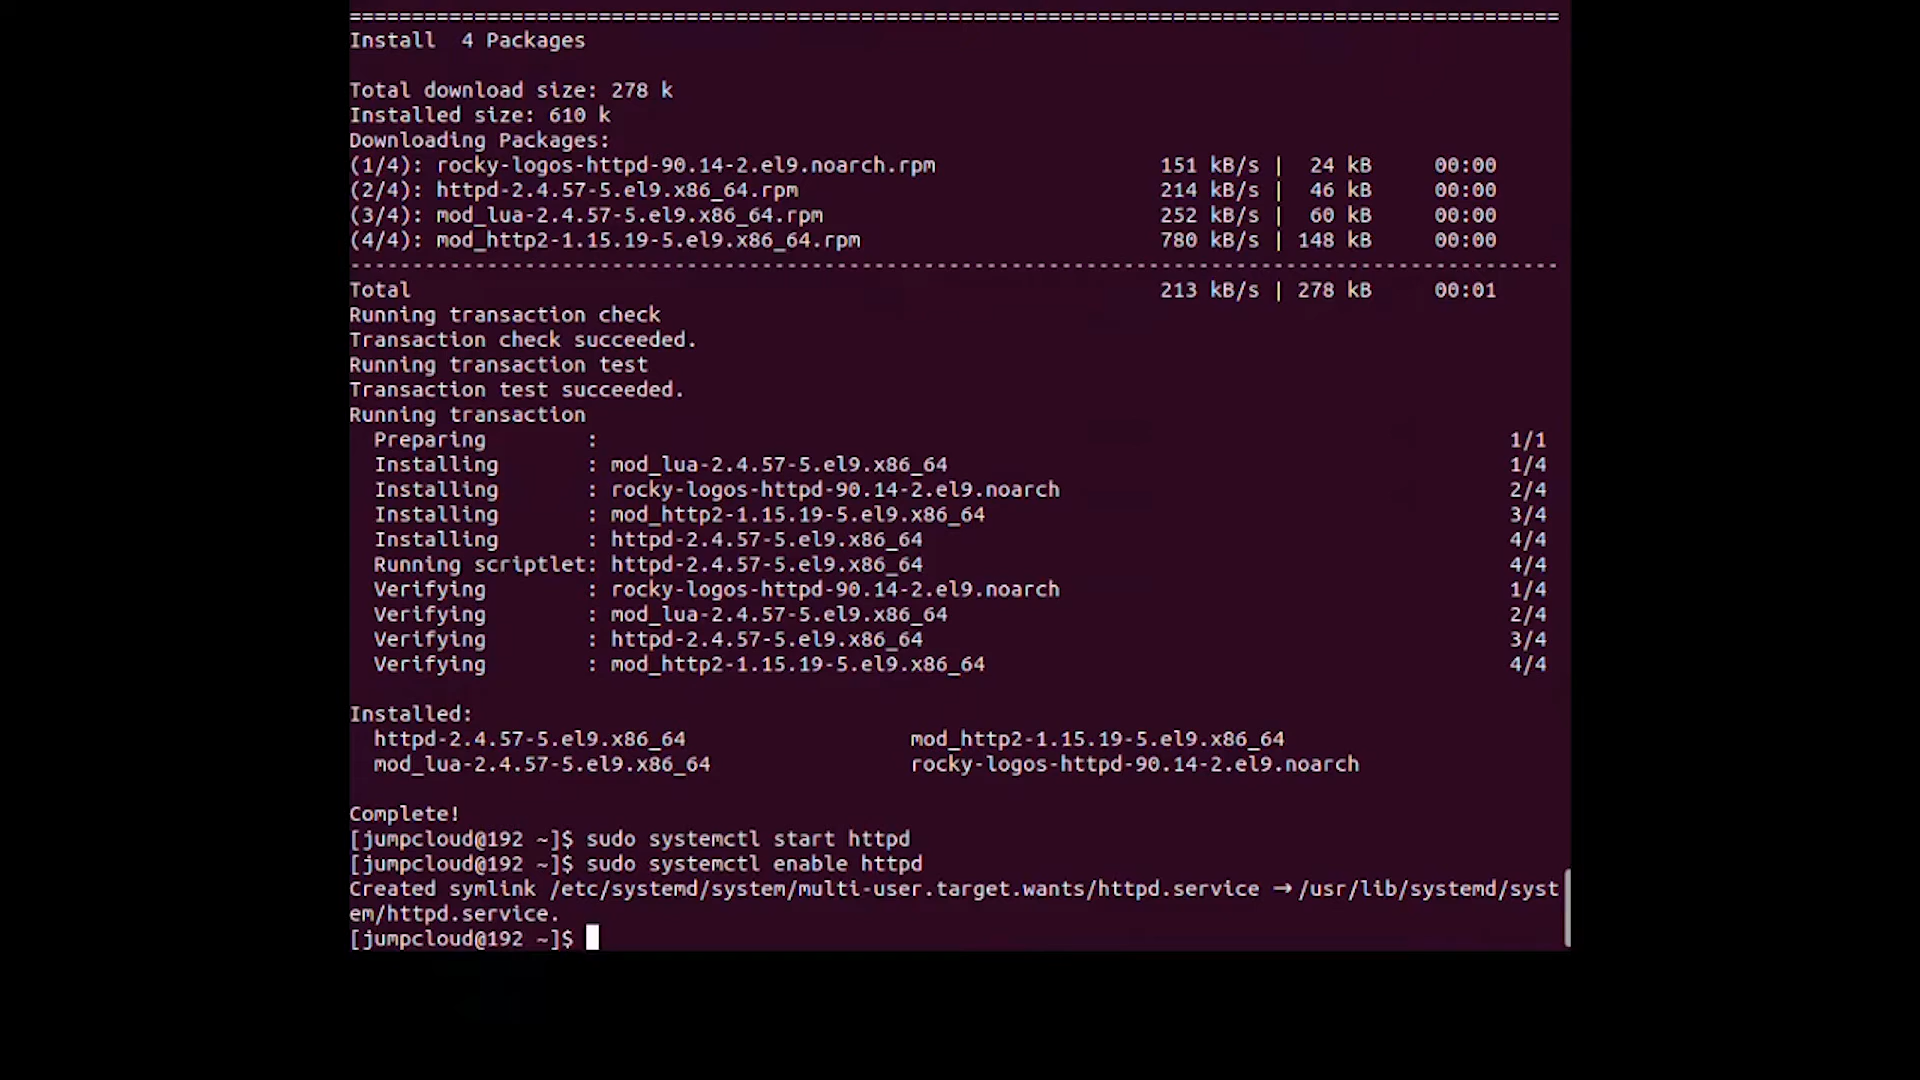 ================================================================================
Install  4 Packages
Total download size: 278 k
Installed size: 610 k
Downloading Packages:
(1/4): rocky-logos-httpd-90.14-2.el9.noarch.rpm 151 kB/s |  24 kB     00:00
(2/4): httpd-2.4.57-5.el9.x86_64.rpm 214 kB/s |  46 kB     00:00
(3/4): mod_lua-2.4.57-5.el9.x86_64.rpm 252 kB/s |  60 kB     00:00
(4/4): mod_http2-1.15.19-5.el9.x86_64.rpm 780 kB/s | 148 kB     00:00
--------------------------------------------------------------------------------
Total 213 kB/s | 278 kB     00:01
Running transaction check
Transaction check succeeded.
Running transaction test
Transaction test succeeded.
Running transaction
  Preparing        : 1/1
  Installing       : mod_lua-2.4.57-5.el9.x86_64 1/4
  Installing       : rocky-logos-httpd-90.14-2.el9.noarch 2/4
  Installing       : mod_http2-1.15.19-5.el9.x86_64 3/4
  Installing       : httpd-2.4.57-5.el9.x86_64 4/4
  Running scriptlet: httpd-2.4.57-5.el9.x86_64 4/4
  Verifying        : rocky-logos-httpd-90.14-2.el9.noarch 1/4
  Verifying        : mod_lua-2.4.57-5.el9.x86_64 2/4
  Verifying        : httpd-2.4.57-5.el9.x86_64 3/4
  Verifying        : mod_http2-1.15.19-5.el9.x86_64 4/4
Installed:
  httpd-2.4.57-5.el9.x86_64 mod_http2-1.15.19-5.el9.x86_64
  mod_lua-2.4.57-5.el9.x86_64 rocky-logos-httpd-90.14-2.el9.noarch
Complete!
[jumpcloud@192 ~]$ sudo systemctl start httpd
[jumpcloud@192 ~]$ sudo systemctl enable httpd
Created symlink /etc/systemd/system/multi-user.target.wants/httpd.service → /usr/lib/systemd/syst
em/httpd.service.
[jumpcloud@192 ~]$